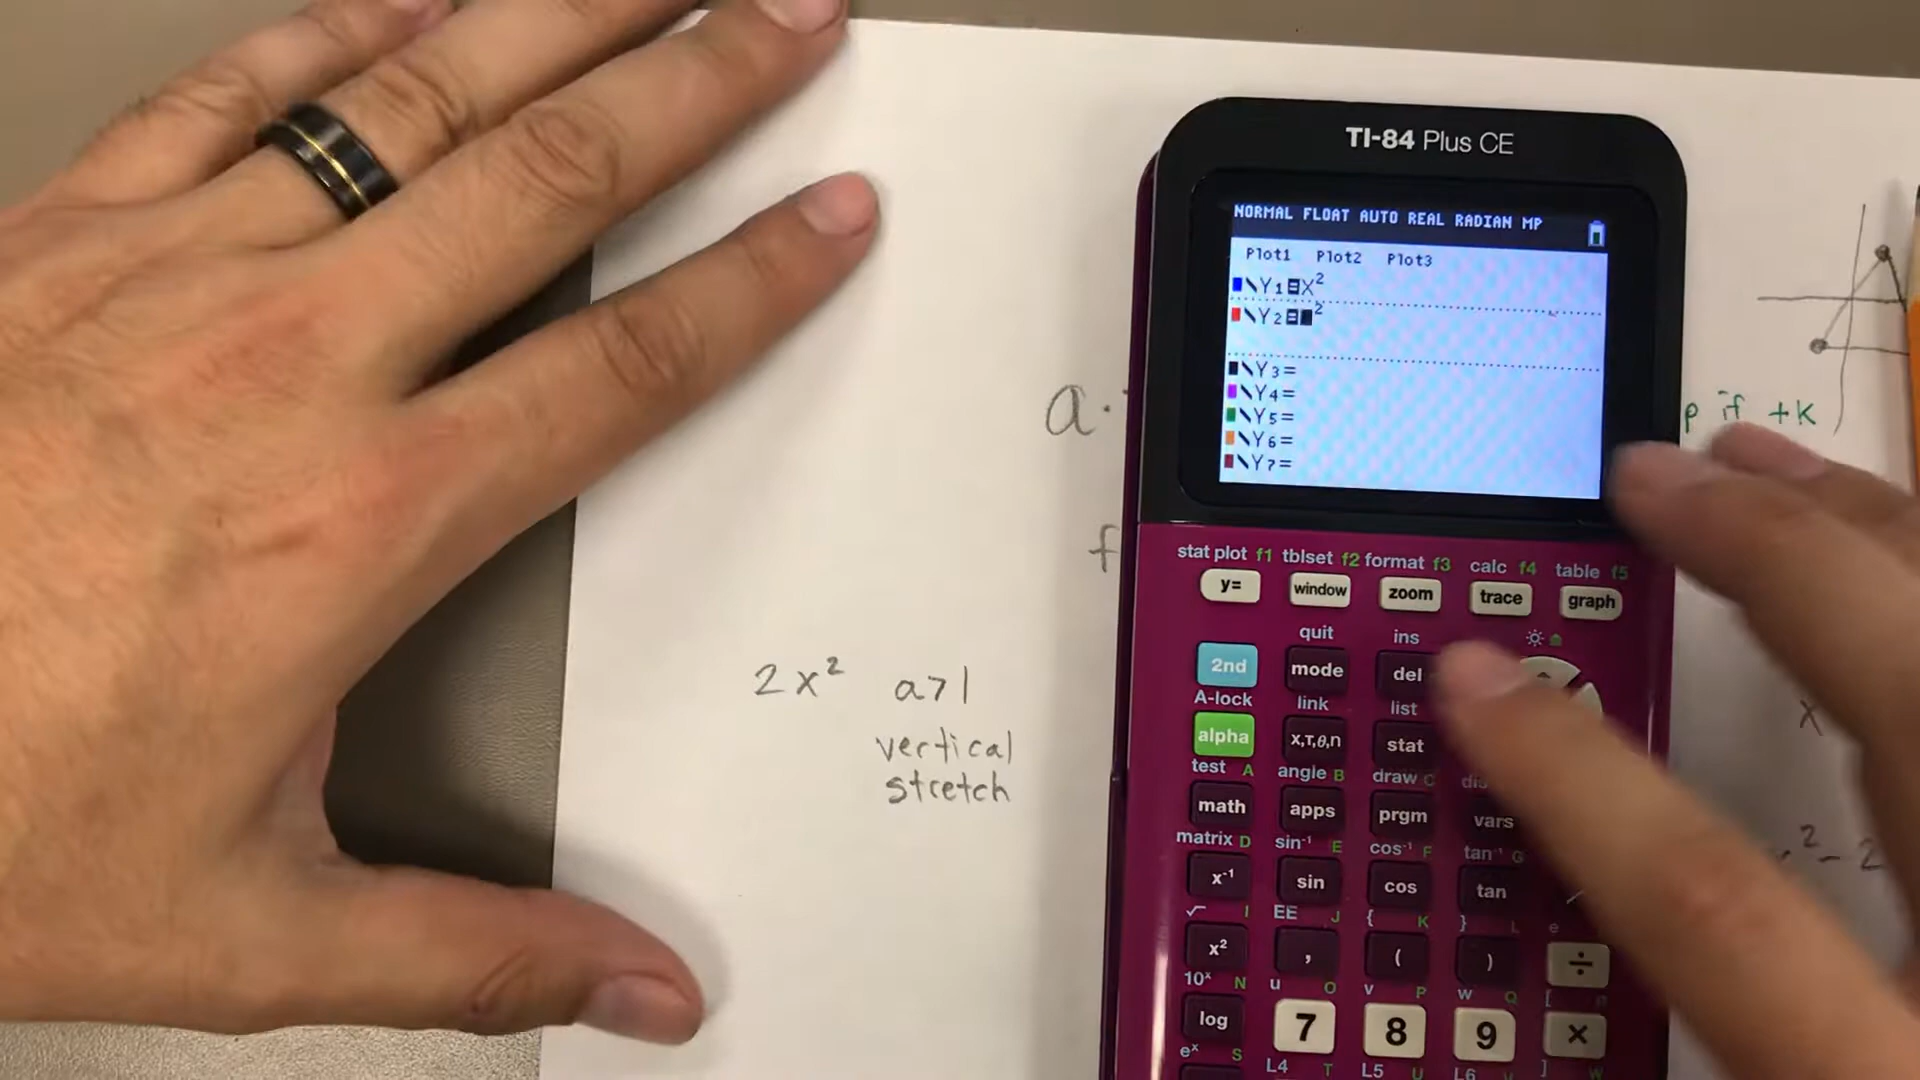 TI-84 Plus CE
NORMAL FLOAT AUTO REAL RADIAN MP
Plot1 Plot2 Plot3
\Y1=X²
\Y2=²
\Y3=
\Y4=
\Y5=
\Y6=
\Y7=
a.
p if +K
f
2x² a>1
vertical
stretch
x
²-2
stat plot f1 tblset f2 format f3 calc f4 table f5
y= window zoom trace graph
quit ins
2nd mode del
A-lock link list
alpha x,T,θ,n stat
test A angle B draw C
math apps prgm vars
matrix D sin⁻¹ E cos⁻¹ F tan⁻¹ G
x⁻¹ sin cos tan
√ I EE J { K } L e
x² , ( ) ÷
10ˣ N u O v P w Q [
log 7 8 9 ×
eˣ S L4 T L5 U L6 ]